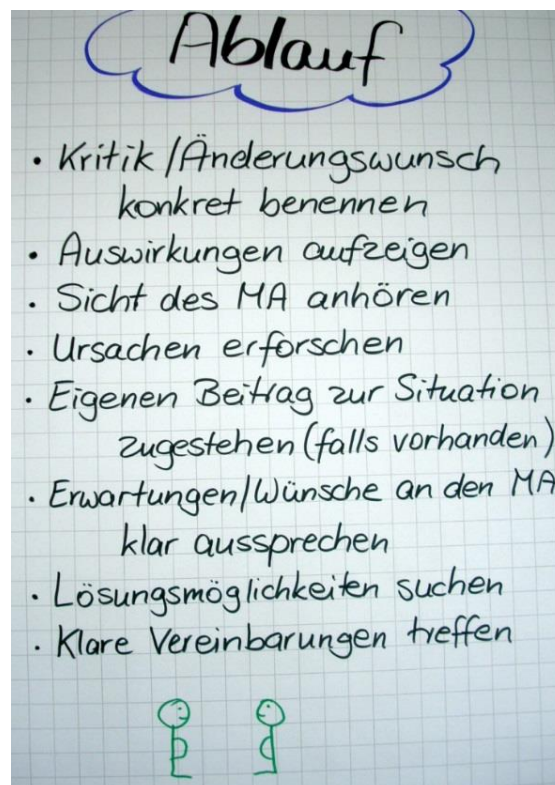 Ablauf
• Kritik/Änderungswunsch
konkret benennen
• Auswirkungen aufzeigen
• Sicht des MA anhören
• Ursachen erforschen
• Eigenen Beitrag zur Situation
zugestehen (falls vorhanden)
• Erwartungen/Wünsche an den MA
klar aussprechen
• Lösungsmöglichkeiten suchen
• Klare Vereinbarungen treffen